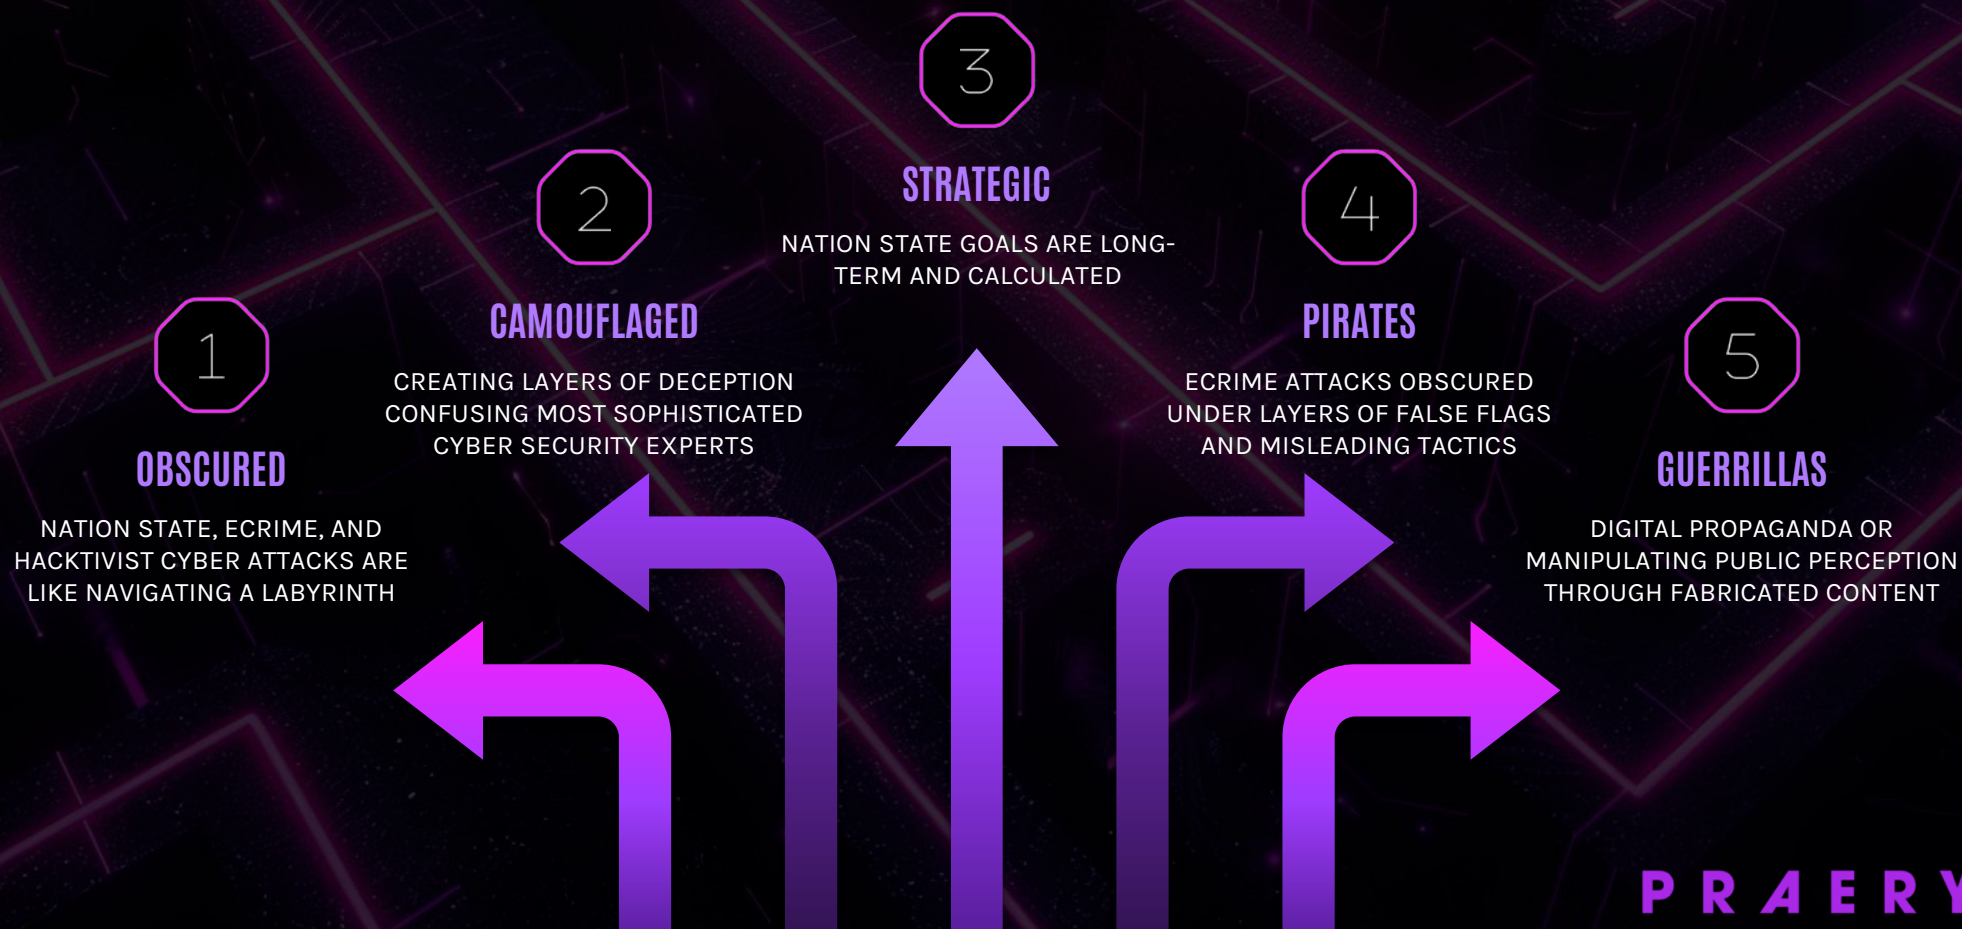 1
OBSCURED
NATION STATE, ECRIME, AND
HACKTIVIST CYBER ATTACKS ARE
LIKE NAVIGATING A LABYRINTH
2
CAMOUFLAGED
CREATING LAYERS OF DECEPTION
CONFUSING MOST SOPHISTICATED
CYBER SECURITY EXPERTS
3
STRATEGIC
NATION STATE GOALS ARE LONG-
TERM AND CALCULATED
4
PIRATES
ECRIME ATTACKS OBSCURED
UNDER LAYERS OF FALSE FLAGS
AND MISLEADING TACTICS
5
GUERRILLAS
DIGITAL PROPAGANDA OR
MANIPULATING PUBLIC PERCEPTION
THROUGH FABRICATED CONTENT
PRAERY